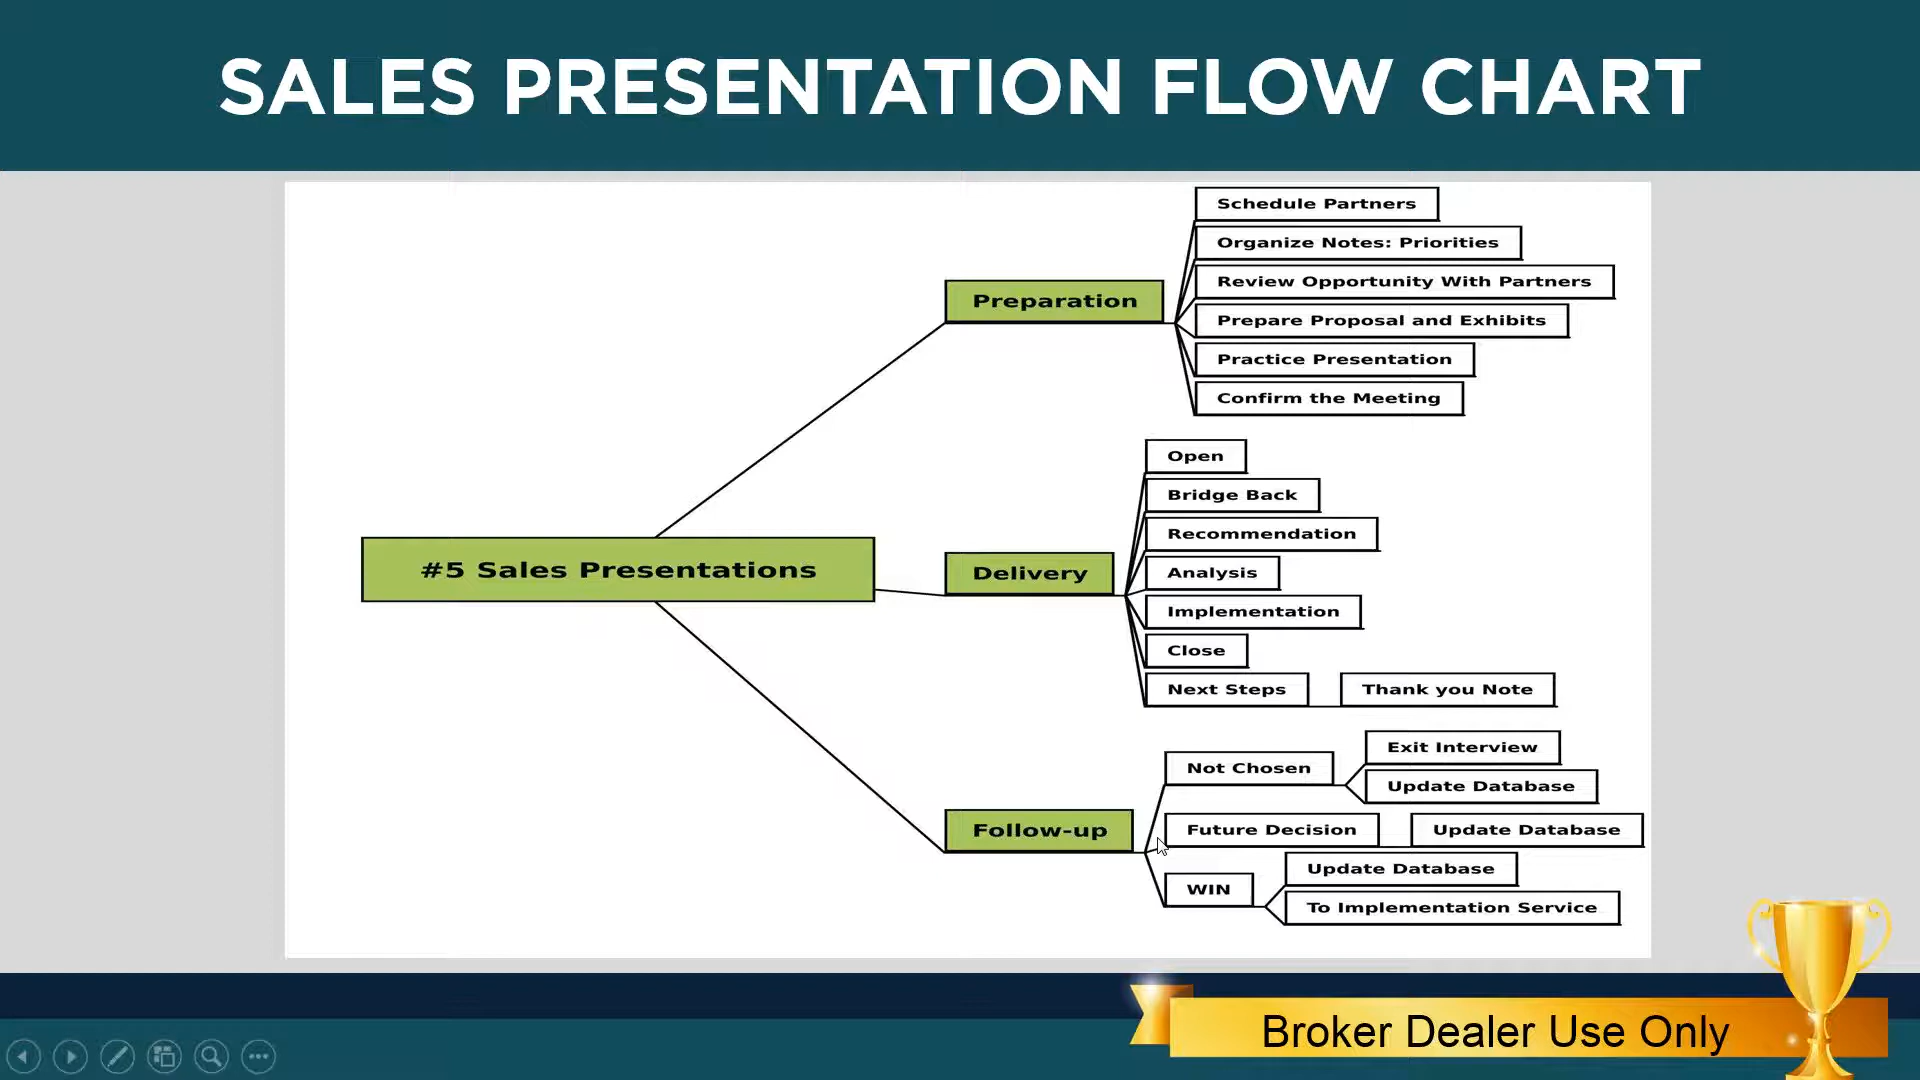 SALES PRESENTATION FLOW CHART
Schedule Partners
Organize Notes: Priorities
Review Opportunity With Partners
Preparation
Prepare Proposal and Exhibits
Practice Presentation
Confirm the Meeting
Open
Bridge Back
Recommendation
#5 Sales Presentations
Delivery
Analysis
Implementation
Close
Next Steps
Thank you Note
Not Chosen
Exit Interview
Update Database
Follow-up
Future Decision
Update Database
WIN
Update Database
To Implementation Service
Broker Dealer Use Only